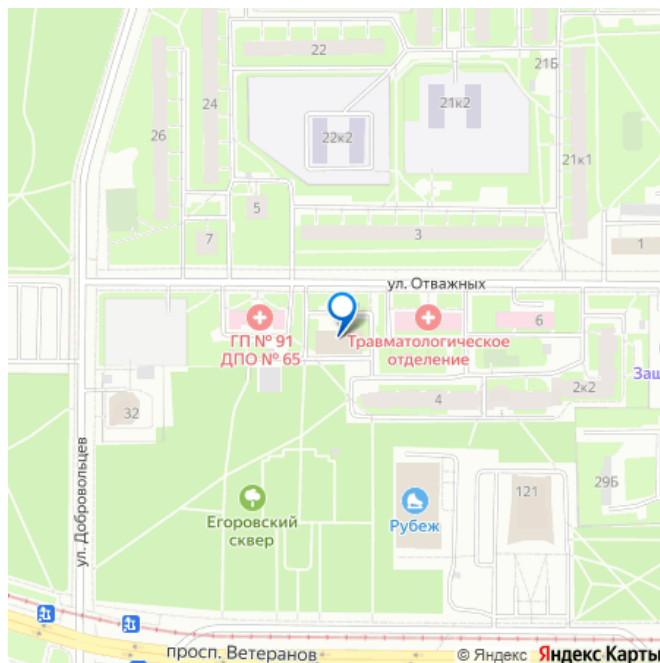 22
21Б
24
21к2
26
22к2
21к1
5
3
7
1
ул. Отважных
6
ГП № 91
ДПО № 65
Травматологическое
отделение
Защ
2к2
4
32
ул. Добровольцев
29Б
121
Егоровский
сквер
Рубеж
просп. Ветеранов
© Яндекс Яндекс Карты